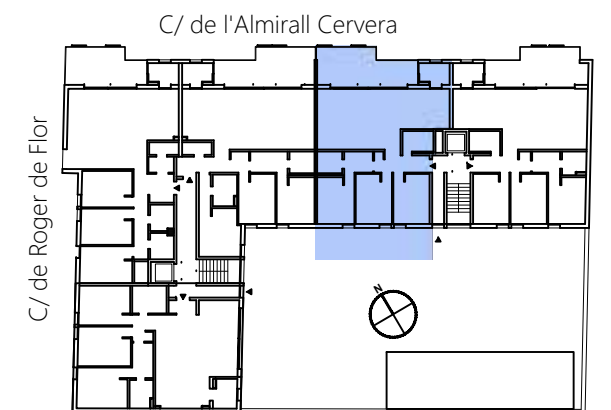 C/ de l'Almirall Cervera
C/ de Roger de Flor
N